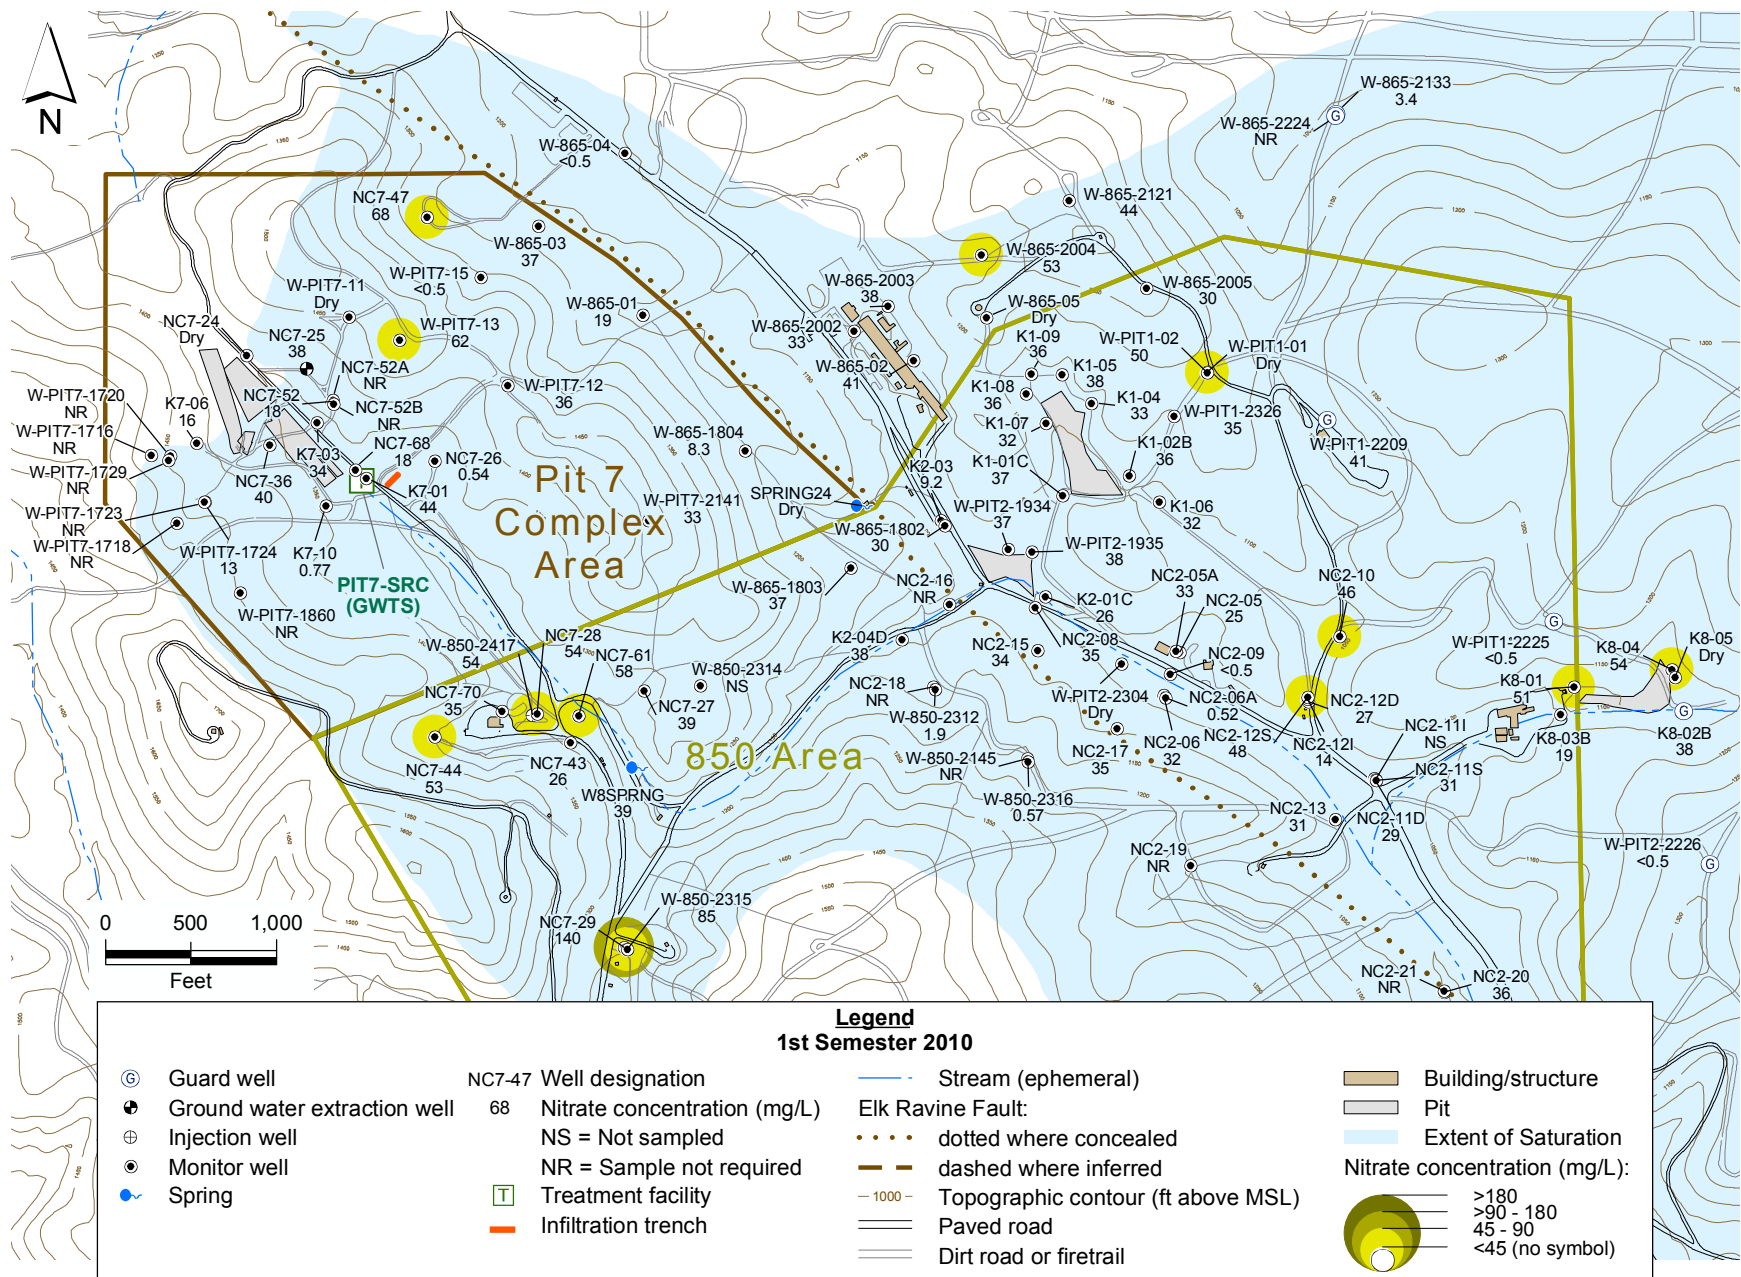 N
W-865-2133
3.4
W-865-2224
NR
W-865-04
<0.5
NC7-47
68
W-865-03
37
W-865-2121
44
W-865-2004
53
W-PIT7-15
<0.5
W-865-2003
38
W-865-2005
30
W-PIT7-11
Dry
W-865-01
19
W-865-05
Dry
NC7-24
Dry
NC7-25
38
W-PIT7-13
62
W-865-2002
33
K1-09
36
W-PIT1-02
50
W-PIT1-01
Dry
NC7-52A
NR
W-865-02
41
K1-05
38
W-PIT7-1720
NR
K7-06
16
NC7-52
18
NC7-52B
NR
W-PIT7-12
36
K1-08
36
K1-04
33
W-PIT1-2326
35
W-PIT7-1716
NR
W-865-1804
8.3
K1-07
32
W-PIT1-2209
41
K7-03
34
NC7-68
18
NC7-26
0.54
K2-03
9.2
K1-01C
37
K1-02B
36
W-PIT7-1729
NR
NC7-36
40
K7-01
44
Pit 7
Complex
Area
W-PIT7-2141
33
SPRING24
Dry
W-PIT2-1934
37
K1-06
32
W-PIT7-1723
NR
W-865-1802
30
W-PIT7-1718
NR
W-PIT7-1724
13
K7-10
0.77
W-PIT2-1935
38
PIT7-SRC
(GWTS)
W-865-1803
37
NC2-16
NR
NC2-05A
33
NC2-05
25
NC2-10
46
W-PIT7-1860
NR
K2-01C
26
W-850-2417
54
NC7-28
54
K2-04D
38
NC2-15
34
NC2-08
35
NC2-09
<0.5
W-PIT1-2225
<0.5
K8-04
54
K8-05
Dry
NC7-61
58
W-850-2314
NS
NC7-70
35
NC7-27
39
NC2-18
NR
W-PIT2-2304
Dry
NC2-06A
0.52
NC2-12D
27
K8-01
51
W-850-2312
1.9
NC2-12S
48
NC2-11I
NS
K8-02B
38
NC2-17
35
NC2-06
32
NC2-12I
14
K8-03B
19
850 Area
NC7-44
53
NC7-43
26
W-850-2145
NR
NC2-11S
31
W8SPRNG
39
W-850-2316
0.57
NC2-13
31
NC2-11D
29
NC2-19
NR
W-PIT2-2226
<0.5
W-850-2315
85
NC7-29
140
NC2-21
NR
NC2-20
36
0 500 1,000
Feet
Legend
1st Semester 2010
G Guard well
Ground water extraction well
Injection well
Monitor well
Spring
NC7-47 Well designation
68 Nitrate concentration (mg/L)
NS = Not sampled
NR = Sample not required
T Treatment facility
Infiltration trench
Stream (ephemeral)
Elk Ravine Fault:
dotted where concealed
dashed where inferred
1000 Topographic contour (ft above MSL)
Paved road
Dirt road or firetrail
Building/structure
Pit
Extent of Saturation
Nitrate concentration (mg/L):
>180
>90 - 180
45 - 90
<45 (no symbol)